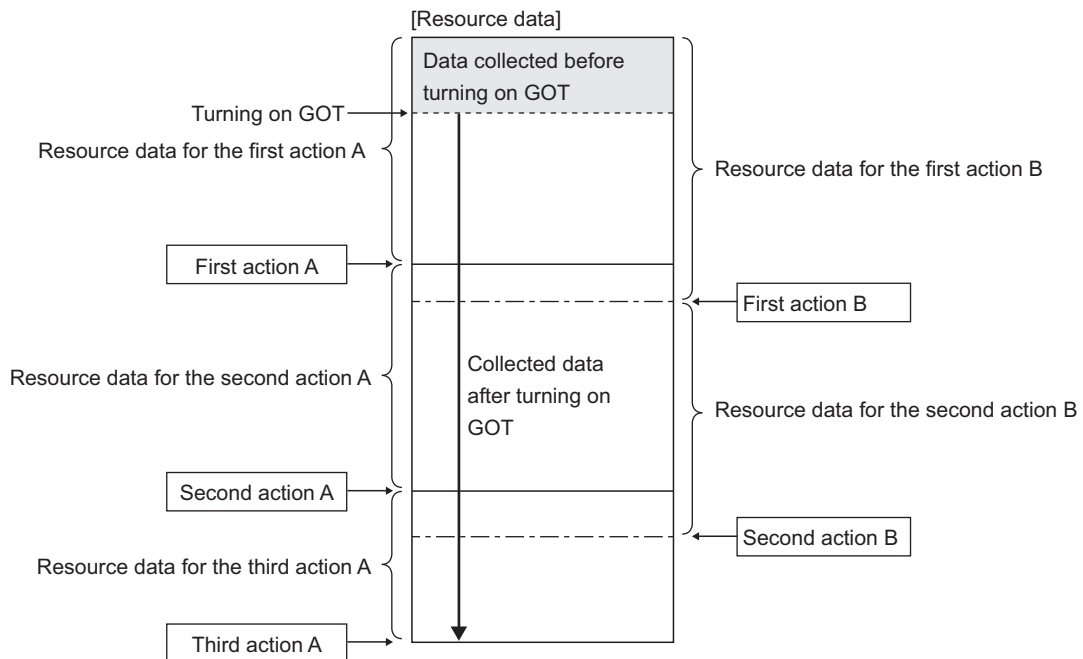 [Resource data]
Data collected before
turning on GOT
Turning on GOT
Resource data for the first action A
Resource data for the first action B
First action A
First action B
Collected data
after turning on
GOT
Resource data for the second action A
Resource data for the second action B
Second action A
Second action B
Resource data for the third action A
Third action A